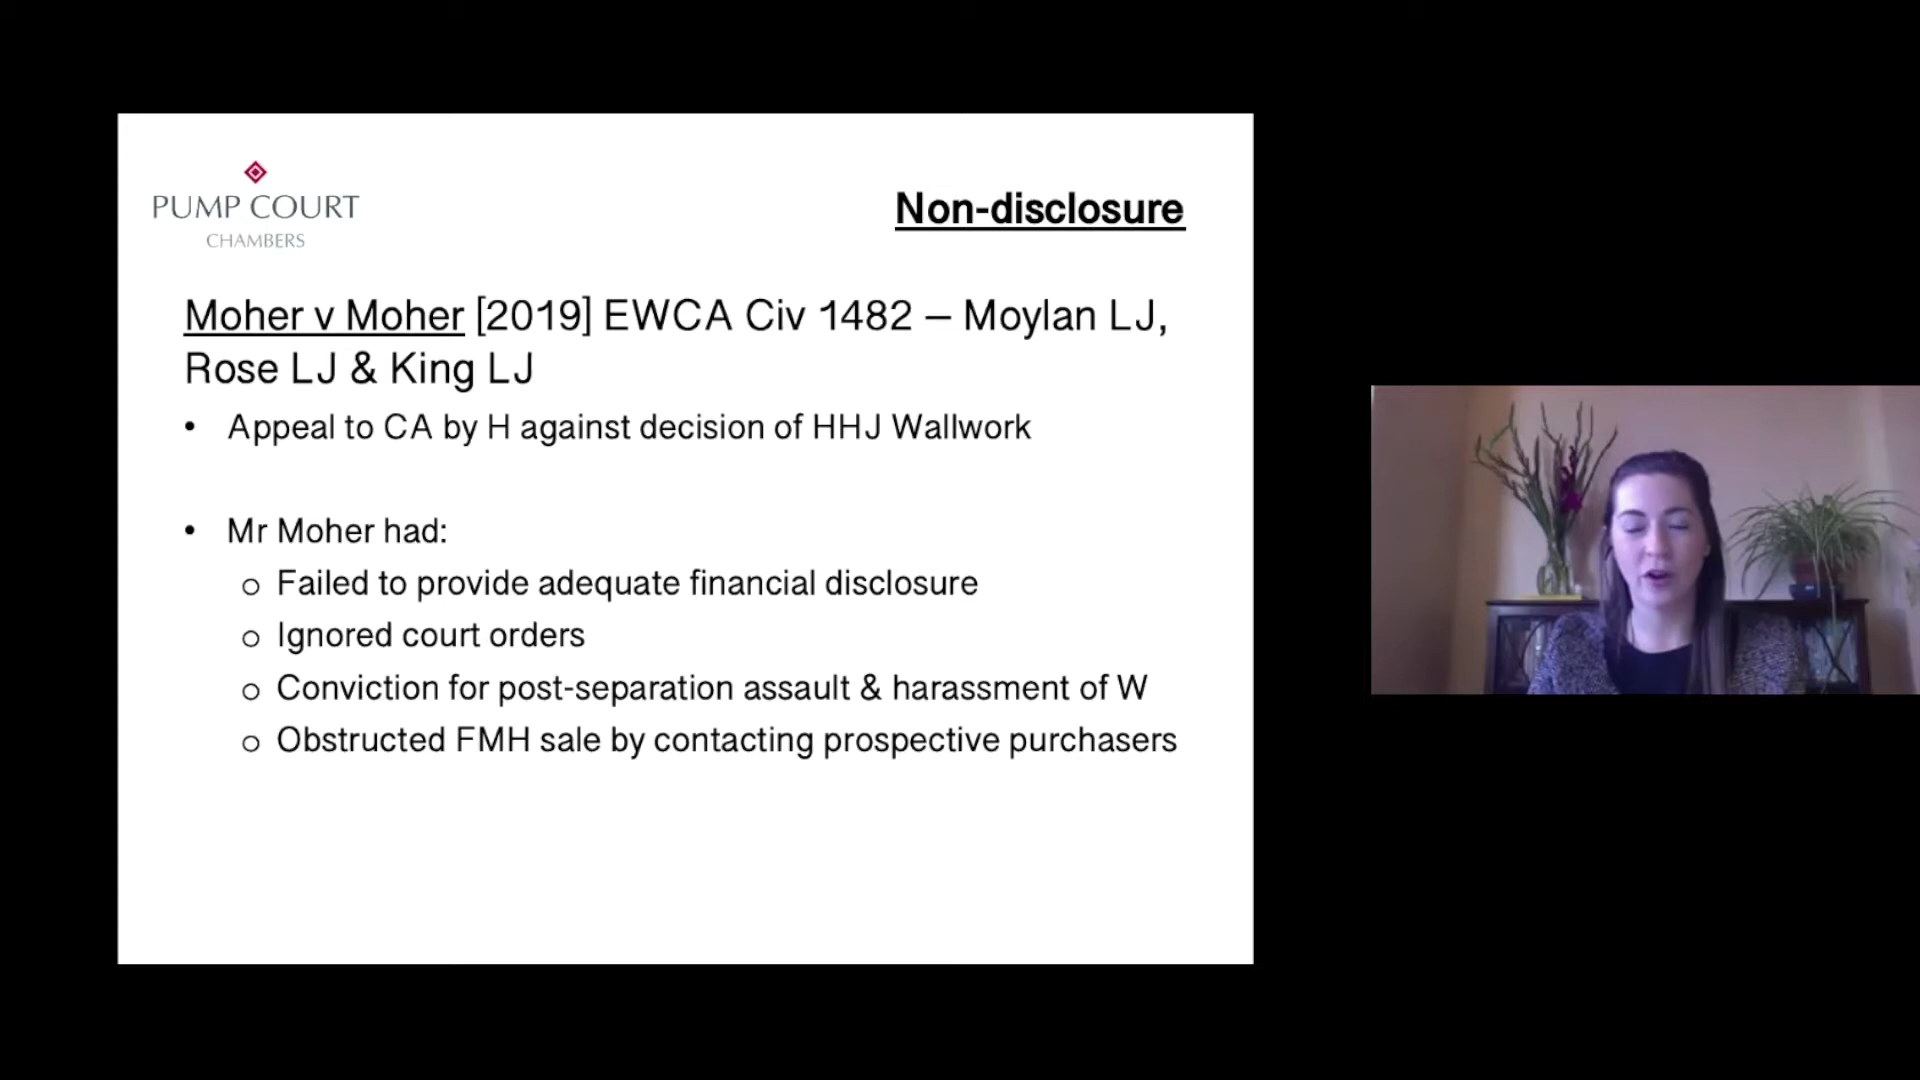 PUMP COURT
CHAMBERS
Non-disclosure
Moher v Moher [2019] EWCA Civ 1482 – Moylan LJ,
Rose LJ & King LJ
• Appeal to CA by H against decision of HHJ Wallwork
• Mr Moher had:
o Failed to provide adequate financial disclosure
o Ignored court orders
o Conviction for post-separation assault & harassment of W
o Obstructed FMH sale by contacting prospective purchasers